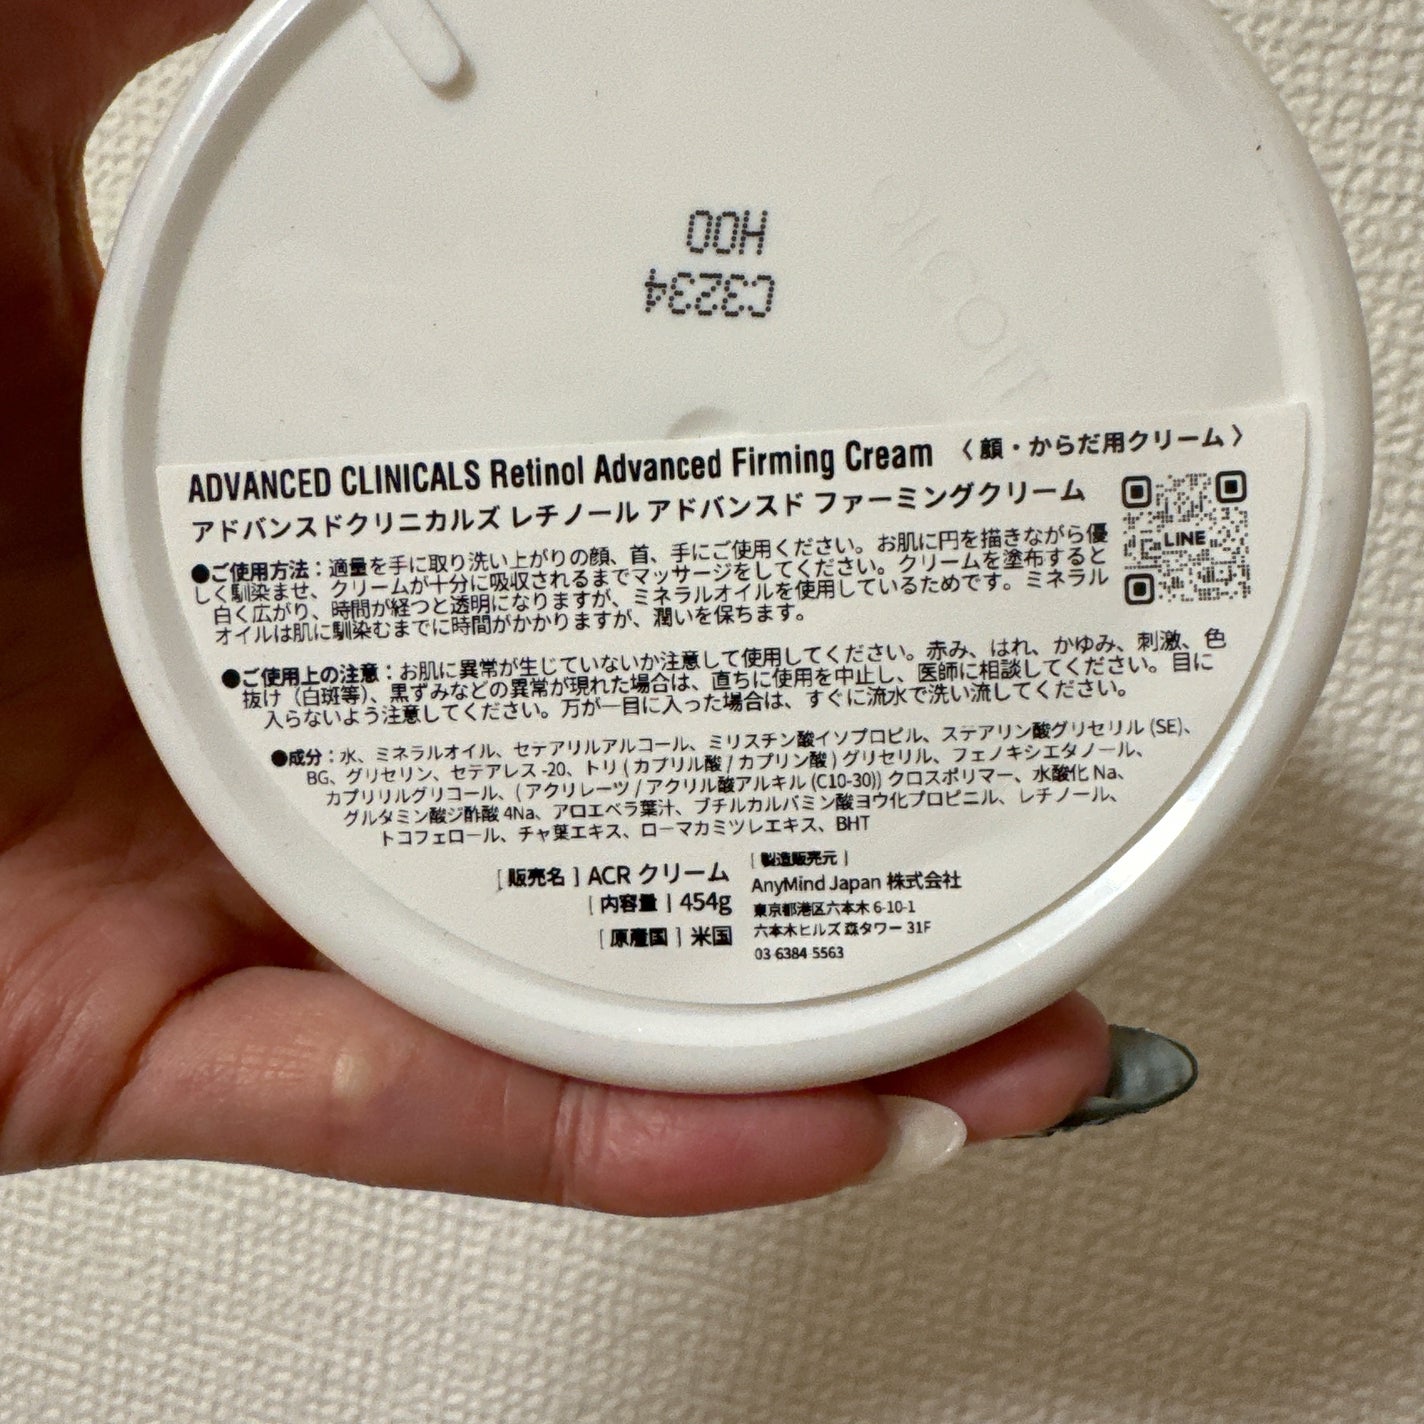 H00
C3Z34
ADVANCED CLINICALS Retinol Advanced Firming Cream 〈 顔・からだ用クリーム 〉
アドバンスドクリニカルズ レチノール アドバンスド ファーミングクリーム
LINE
●ご使用方法：適量を手に取り洗い上がりの顔、首、手にご使用ください。お肌に円を描きながら優
しく馴染ませ、クリームが十分に吸収されるまでマッサージをしてください。クリームを塗布すると
白く広がり、時間が経つと透明になりますが、ミネラルオイルを使用しているためです。ミネラル
オイルは肌に馴染むまでに時間がかかりますが、潤いを保ちます。
●ご使用上の注意：お肌に異常が生じていないか注意して使用してください。赤み、はれ、かゆみ、刺激、色
抜け（白斑等）、黒ずみなどの異常が現れた場合は、直ちに使用を中止し、医師に相談してください。目に
入らないよう注意してください。万が一目に入った場合は、すぐに流水で洗い流してください。
●成分：水、ミネラルオイル、セテアリルアルコール、ミリスチン酸イソプロピル、ステアリン酸グリセリル (SE)、
BG、グリセリン、セテアレス -20、トリ ( カプリル酸 / カプリン酸 ) グリセリル、フェノキシエタノール、
カプリリルグリコール、( アクリレーツ / アクリル酸アルキル (C10-30)) クロスポリマー、水酸化 Na、
グルタミン酸ジ酢酸 4Na、アロエベラ葉汁、ブチルカルバミン酸ヨウ化プロピニル、レチノール、
トコフェロール、チャ葉エキス、ローマカミツレエキス、BHT
[ 販売名 ] ACR クリーム
[ 内容量 ] 454g
[ 原産国 ] 米国
[ 製造販売元 ]
AnyMind Japan 株式会社
東京都港区六本木 6-10-1
六本木ヒルズ 森タワー 31F
03 6384 5563